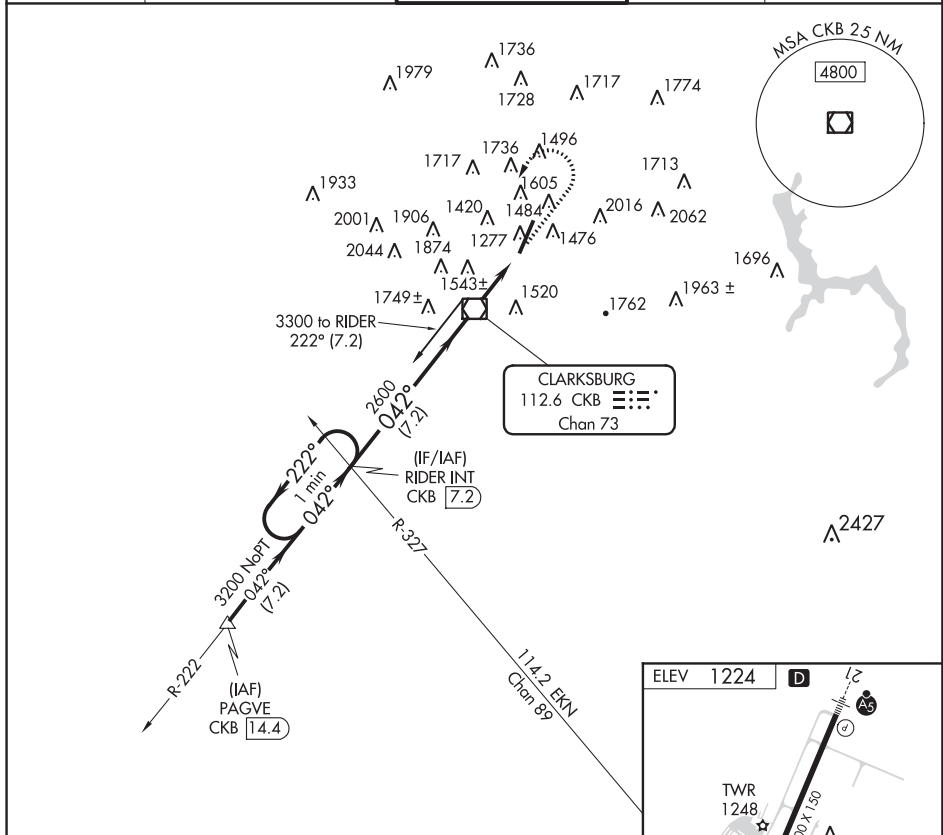 MSA CKB 25 NM
4800
1736
1979
1728
1717
1774
1736
1496
1717
1713
1933
1605
1420
1484
2016
2062
2001
1906
1277
1476
2044
1874
1696
1543±
1749 ±
1520
1762
1963 ±
3300 to RIDER
222° (7.2)
CLARKSBURG
112.6 CKB
Chan 73
2600
042°
(7.2)
(IF/IAF)
RIDER INT
CKB 7.2
222°
1 min
042°
R-327
2427
3200 NoPT
042°
(7.2)
R-222
(IAF)
PAGVE
CKB 14.4
114.2 EKN
Chan 89
ELEV 1224 D
21
A5
P
TWR
1248
00 X 150